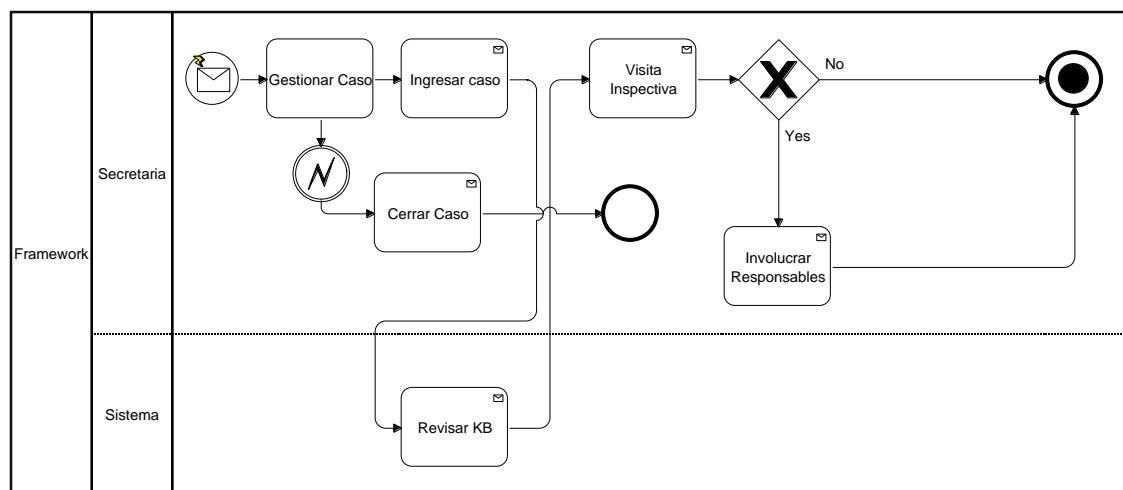 Framework
Secretaria
Gestionar Caso
Ingresar caso
Visita
Inspectiva
No
Yes
Cerrar Caso
Involucrar
Responsables
Sistema
Revisar KB